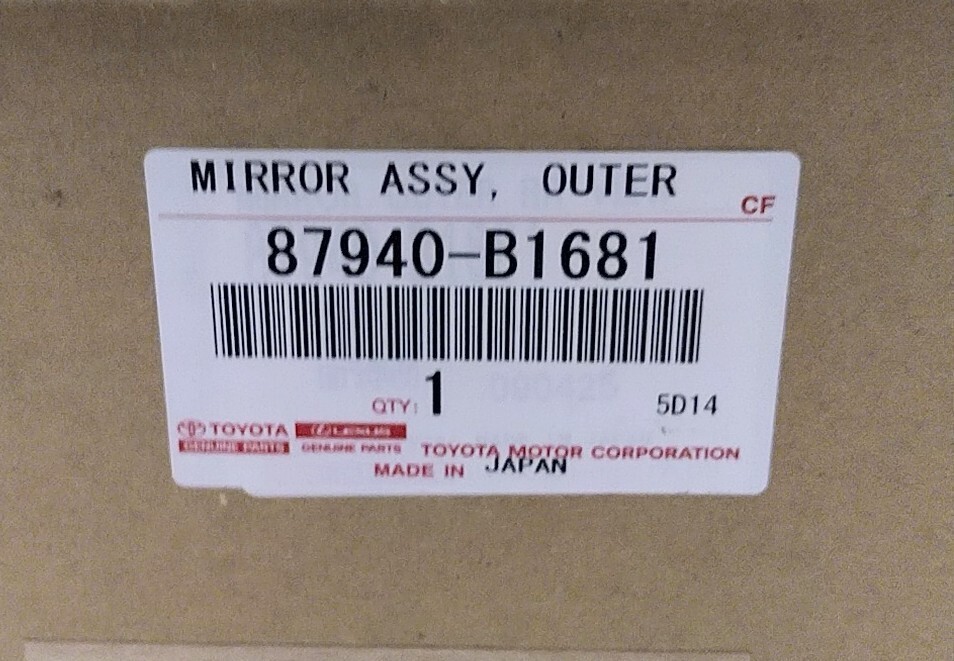 MIRROR ASSY, OUTER
CF
87940-B1681
QTY: 1
5D14
TOYOTA LEXUS
GENUINE PARTS GENUINE PARTS TOYOTA MOTOR CORPORATION
MADE IN JAPAN